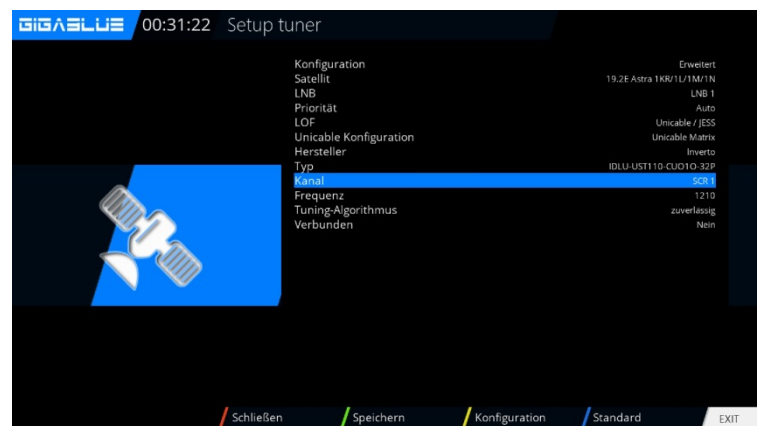 GIGABLUE 00:31:22 Setup tuner
Konfiguration Erweitert
Satellit 19.2E Astra 1KR/1L/1M/1N
LNB LNB 1
Priorität Auto
LOF Unicable / JESS
Unicable Konfiguration Unicable Matrix
Hersteller Inverto
Typ IDLU-UST110-CUO1O-32P
Kanal SCR 1
Frequenz 1210
Tuning-Algorithmus zuverlässig
Verbunden Nein
Schließen Speichern Konfiguration Standard EXIT